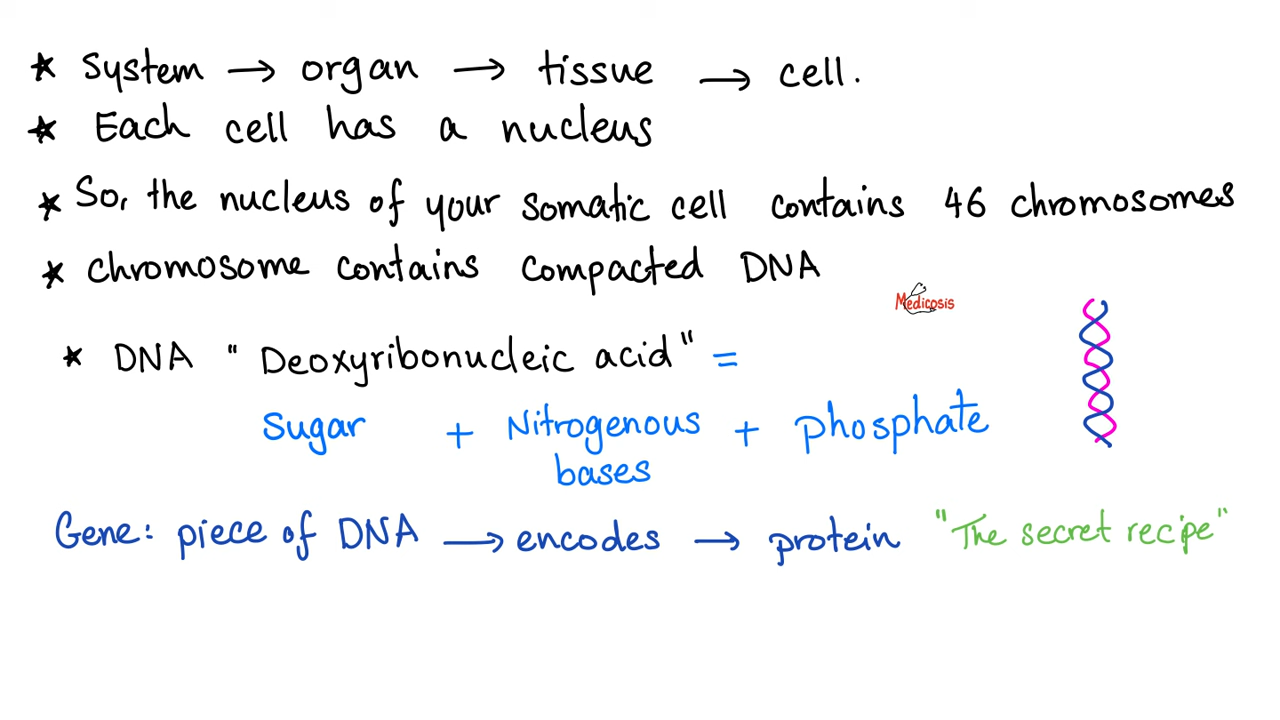 * System → organ → tissue → cell.
* Each cell has a nucleus
* So, the nucleus of your somatic cell contains 46 chromosomes
* chromosome contains compacted DNA
Medicosis
* DNA "Deoxyribonucleic acid" =
Sugar + Nitrogenous bases + phosphate
Gene: piece of DNA → encodes → protein "The secret recipe"